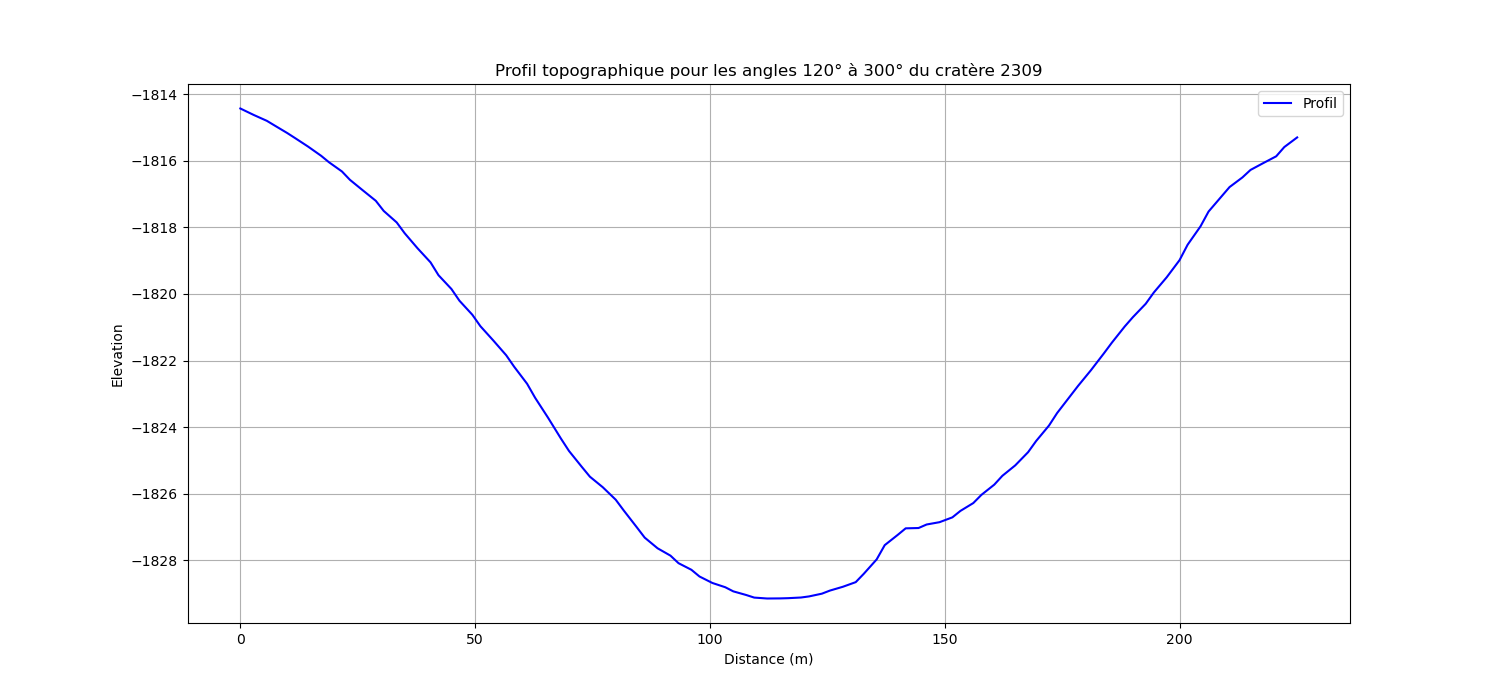 Profil topographique pour les angles 120° à 300° du cratère 2309
Profil
−1814
−1816
−1818
−1820
−1822
−1824
−1826
−1828
Elevation
0 50 100 150 200
Distance (m)